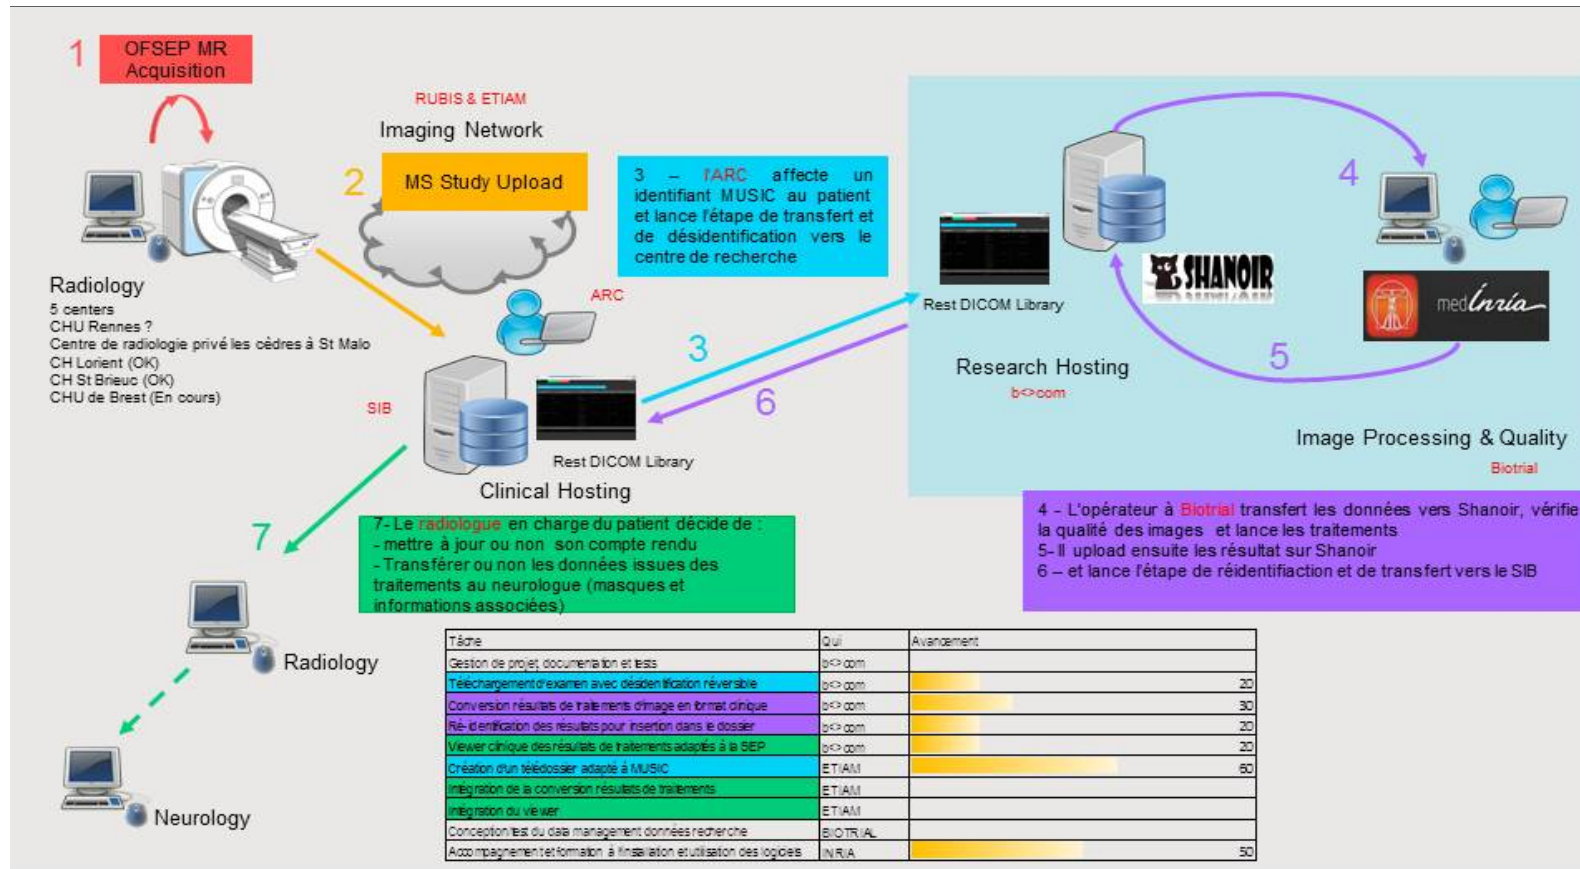 1
OFSEP MR
Acquisition
RUBIS & ETIAM
Imaging Network
2
MS Study Upload
3 – l'ARC affecte un
identifiant MUSIC au patient
et lance l'étape de transfert et
de désidentification vers le
centre de recherche
4
SHANOIR
medInria
Rest DICOM Library
5
Research Hosting
b<>com
Image Processing & Quality
Biotrial
Radiology
5 centers
CHU Rennes ?
Centre de radiologie privé les cèdres à St Malo
CH Lorient (OK)
CH St Brieuc (OK)
CHU de Brest (En cours)
ARC
3
6
SIB
Rest DICOM Library
Clinical Hosting
4 - L'opérateur à Biotrial transfert les données vers Shanoir, vérifie
la qualité des images et lance les traitements
5- Il upload ensuite les résultat sur Shanoir
6 – et lance l'étape de réidentifiaction et de transfert vers le SIB
7
7- Le radiologue en charge du patient décide de :
- mettre à jour ou non son compte rendu
- Transférer ou non les données issues des
traitements au neurologue (masques et
informations associées)
Radiology
Neurology
Tâche Qui Avancement
Gestion de projet, documentation et tests b<>com
Téléchargement d'examen avec désidentification réversible b<>com 20
Conversion résultats de traitements d'image en format clinique b<>com 30
Ré-identification des résultats pour insertion dans le dossier b<>com 20
Viewer clinique des résultats de traitements adaptés à la SEP b<>com 20
Création d'un télédossier adapté à MUSIC ETIAM 60
Intégration de la conversion résultats de traitements ETIAM
Intégration du viewer ETIAM
Conception/test du data management données recherche BIOTRIAL
Accompagnement et formation à l'installation et utilisation des logiciels INRIA 50